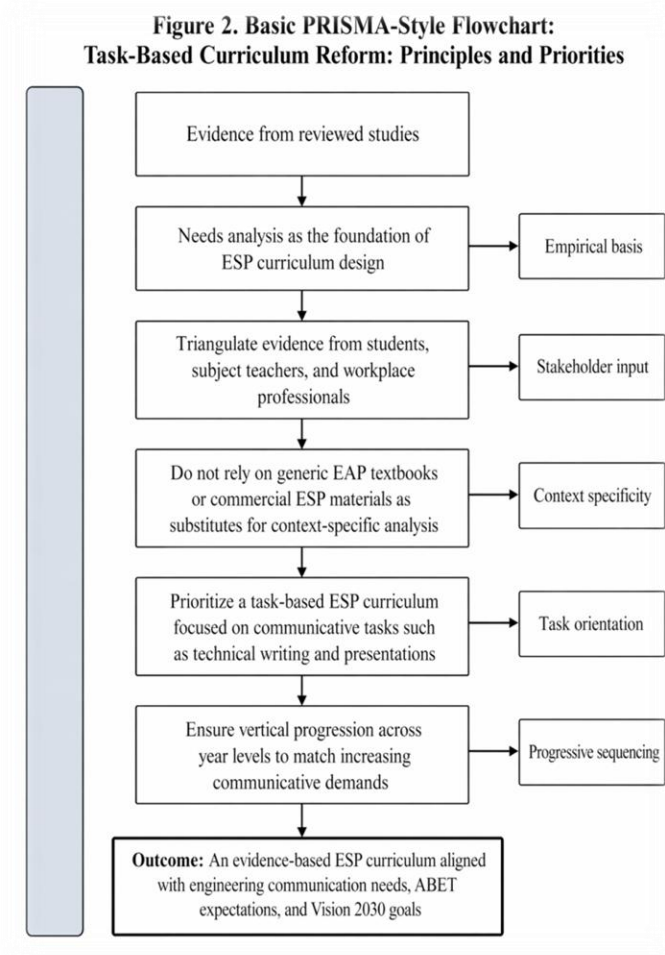 Figure 2. Basic PRISMA-Style Flowchart:
Task-Based Curriculum Reform: Principles and Priorities
Evidence from reviewed studies
Needs analysis as the foundation of
ESP curriculum design
Empirical basis
Triangulate evidence from students,
subject teachers, and workplace
professionals
Stakeholder input
Do not rely on generic EAP textbooks
or commercial ESP materials as
substitutes for context-specific analysis
Context specificity
Prioritize a task-based ESP curriculum
focused on communicative tasks such
as technical writing and presentations
Task orientation
Ensure vertical progression across
year levels to match increasing
communicative demands
Progressive sequencing
Outcome: An evidence-based ESP curriculum aligned
with engineering communication needs, ABET
expectations, and Vision 2030 goals